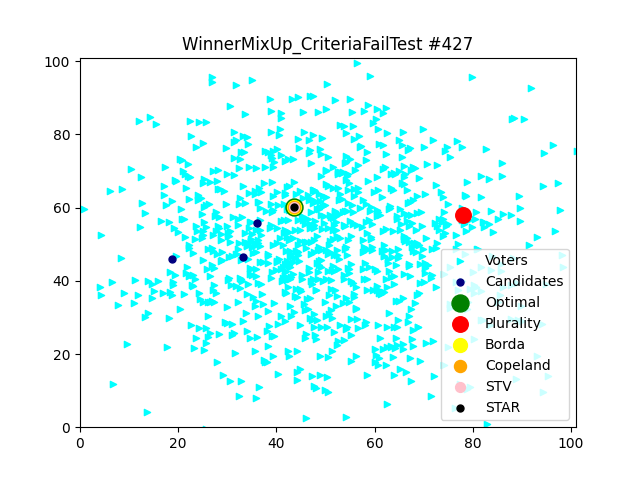 WinnerMixUp_CriteriaFailTest #427
100
80
60
40
20
0
0
20
40
60
80
100
Voters
Candidates
Optimal
Plurality
Borda
Copeland
STV
STAR